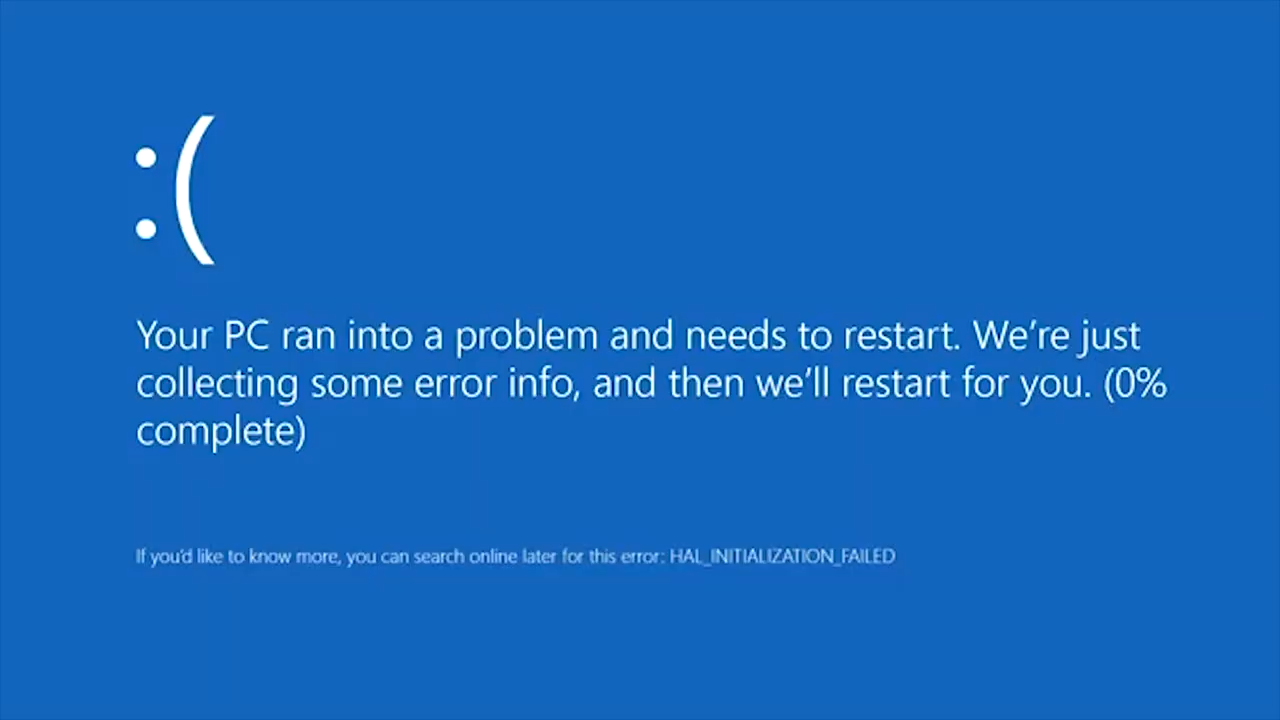 :(
Your PC ran into a problem and needs to restart. We’re just
collecting some error info, and then we’ll restart for you. (0%
complete)
If you’d like to know more, you can search online later for this error: HAL_INITIALIZATION_FAILED